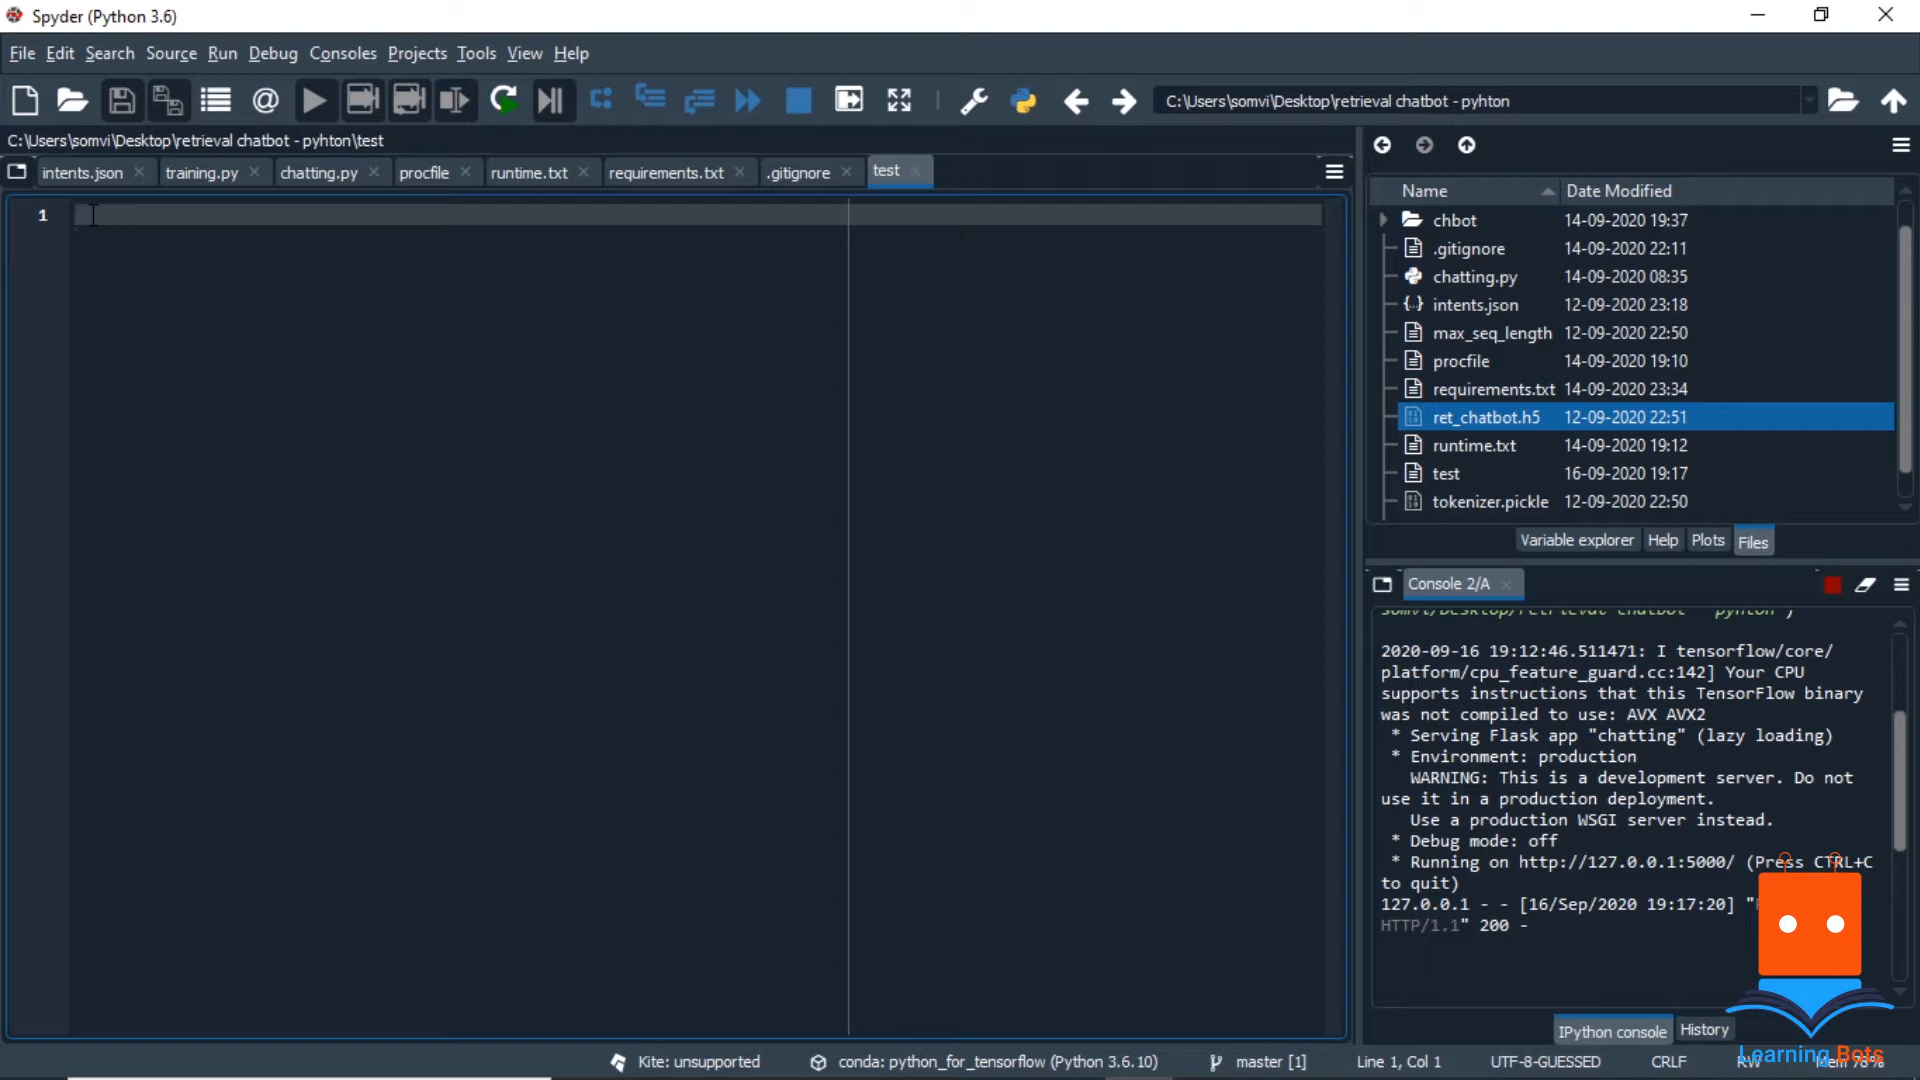 Spyder (Python 3.6)
File Edit Search Source Run Debug Consoles Projects Tools View Help
C:\Users\somvi\Desktop\retrieval chatbot - pyhton
C:\Users\somvi\Desktop\retrieval chatbot - pyhton\test
intents.json training.py chatting.py procfile runtime.txt requirements.txt .gitignore test
1
Name Date Modified
chbot 14-09-2020 19:37
.gitignore 14-09-2020 22:11
chatting.py 14-09-2020 08:35
intents.json 12-09-2020 23:18
max_seq_length 12-09-2020 22:50
procfile 14-09-2020 19:10
requirements.txt 14-09-2020 23:34
ret_chatbot.h5 12-09-2020 22:51
runtime.txt 14-09-2020 19:12
test 16-09-2020 19:17
tokenizer.pickle 12-09-2020 22:50
Variable explorer Help Plots Files
Console 2/A
somvi/Desktop/retrieval chatbot - pyhton')
2020-09-16 19:12:46.511471: I tensorflow/core/
platform/cpu_feature_guard.cc:142] Your CPU
supports instructions that this TensorFlow binary
was not compiled to use: AVX AVX2
* Serving Flask app "chatting" (lazy loading)
* Environment: production
WARNING: This is a development server. Do not
use it in a production deployment.
Use a production WSGI server instead.
* Debug mode: off
* Running on http://127.0.0.1:5000/ (Press CTRL+C
to quit)
127.0.0.1 - - [16/Sep/2020 19:17:20] "
HTTP/1.1" 200 -
IPython console History
Kite: unsupported conda: python_for_tensorflow (Python 3.6.10) master [1] Line 1, Col 1 UTF-8-GUESSED CRLF RW Mem 78%
Learning Bots